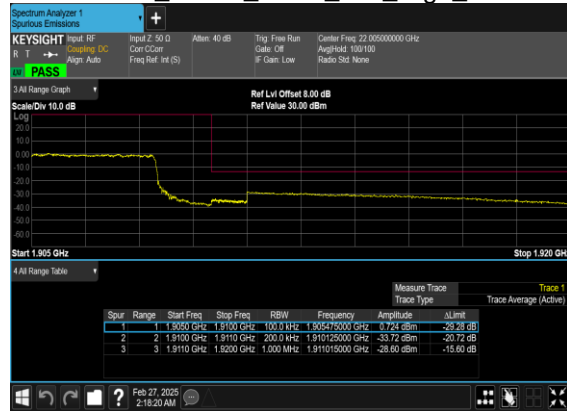 Spectrum Analyzer 1
Spurious Emissions
KEYSIGHT Input: RF Input Z: 50 Ω Atten: 40 dB Trig: Free Run Center Freq: 22.005000000 GHz
R T Coupling: DC Corr CCorr Gate: Off Avg|Hold: 100/100
Align: Auto Freq Ref: Int (S) IF Gain: Low Radio Std: None
PASS
3 All Range Graph
Ref Lvl Offset 8.00 dB
Scale/Div 10.0 dB Ref Value 30.00 dBm
Log
20.0
10.0
0.00
-10.0
-20.0
-30.0
-40.0
-50.0
-60.0
Start 1.905 GHz Stop 1.920 GH
4 All Range Table
Measure Trace Trace 1
Trace Type Trace Average (Active)
Spur Range Start Freq Stop Freq RBW Frequency Amplitude ΔLimit
1 1 1.9050 GHz 1.9100 GHz 100.0 kHz 1.905475000 GHz 0.724 dBm -29.28 dB
2 2 1.9100 GHz 1.9110 GHz 200.0 kHz 1.910125000 GHz -33.72 dBm -20.72 dB
3 3 1.9110 GHz 1.9200 GHz 1.000 MHz 1.911015000 GHz -28.60 dBm -15.60 dB
? Feb 27, 2025
2:18:20 AM